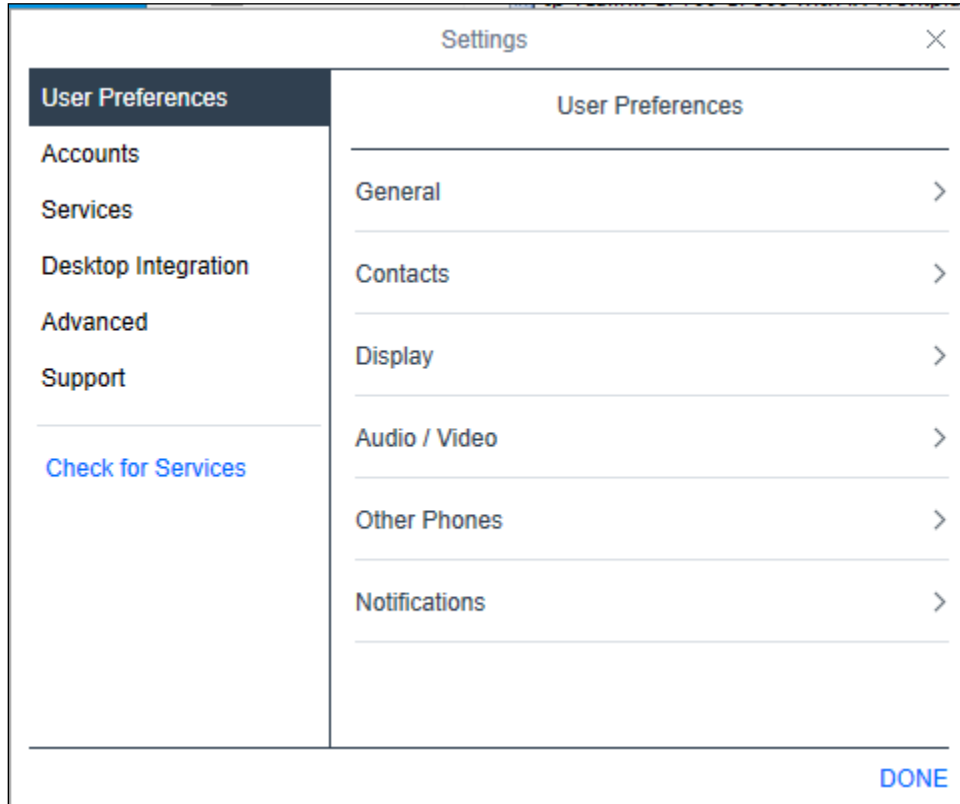 Settings
User Preferences
Accounts
Services
Desktop Integration
Advanced
Support
Check for Services
User Preferences
General
Contacts
Display
Audio / Video
Other Phones
Notifications
DONE